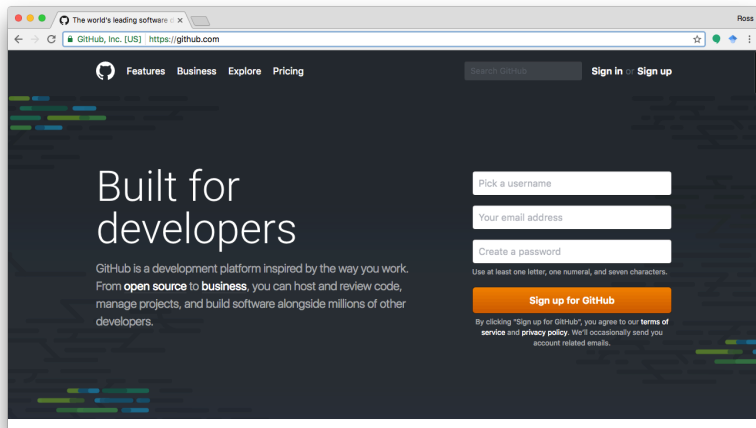 The world's leading software d
Ross
GitHub, Inc. [US] https://github.com
Features Business Explore Pricing
Search GitHub
Sign in or Sign up
Built for
developers
GitHub is a development platform inspired by the way you work.
From open source to business, you can host and review code,
manage projects, and build software alongside millions of other
developers.
Pick a username
Your email address
Create a password
Use at least one letter, one numeral, and seven characters.
Sign up for GitHub
By clicking "Sign up for GitHub", you agree to our terms of
service and privacy policy. We'll occasionally send you
account related emails.